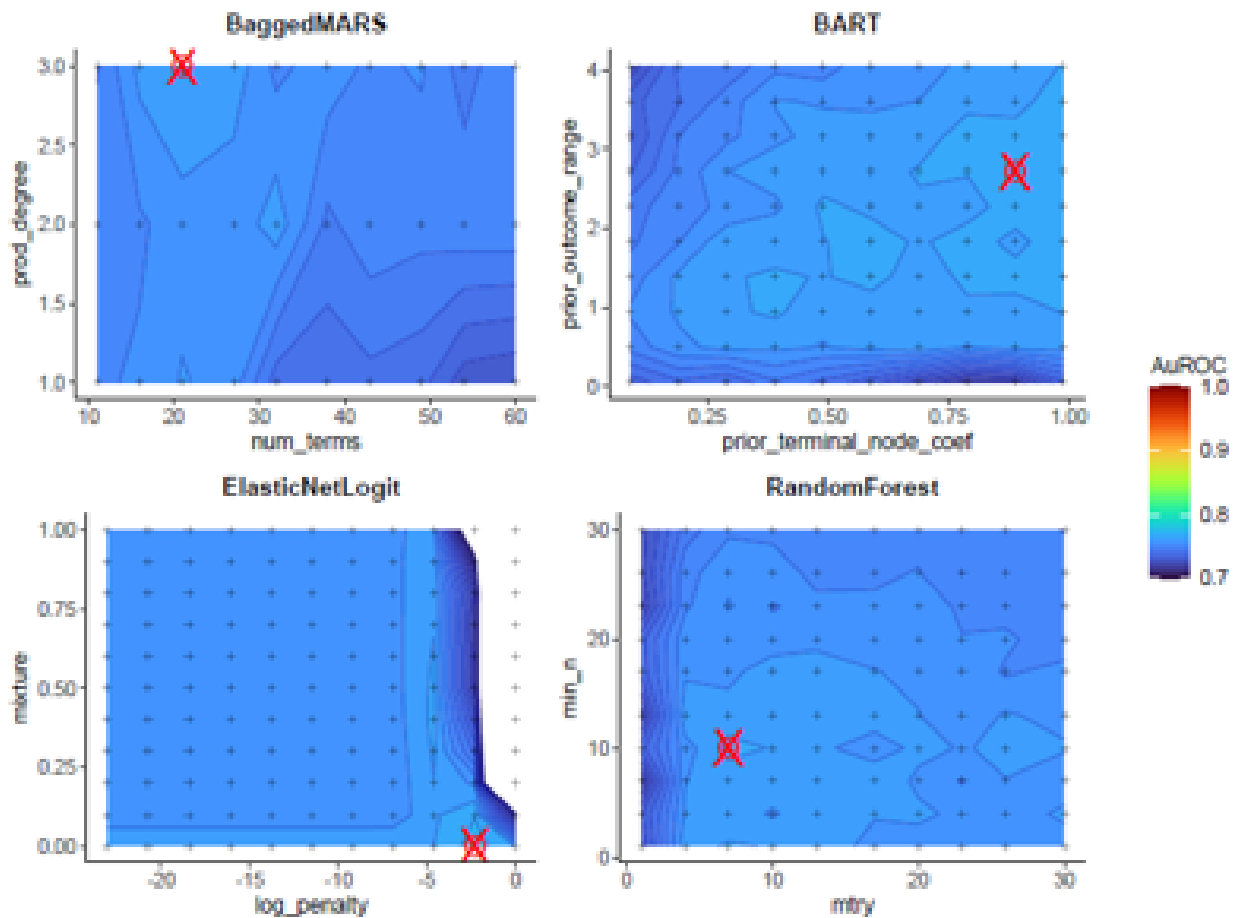 BaggedMARS
3.0
2.5
2.0
1.5
1.0
prod_degree
10 20 30 40 50 60
num_terms
BART
4
3
2
1
0
prior_outcome_range
0.25 0.50 0.75 1.00
prior_terminal_node_coef
ElasticNetLogit
1.00
0.75
0.50
0.25
0.00
mixture
-20 -15 -10 -5 0
log_penalty
RandomForest
30
20
10
0
min_n
0 10 20 30
mtry
AuROC
1.0
0.9
0.8
0.7